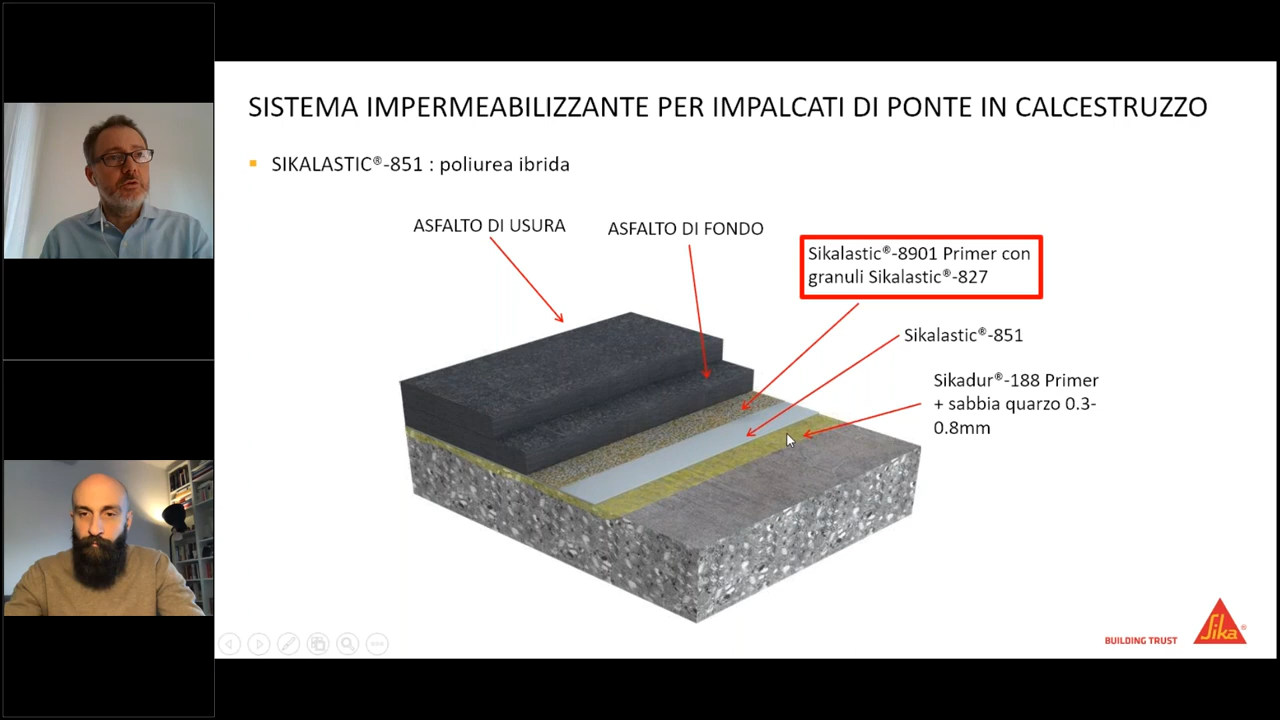 SISTEMA IMPERMEABILIZZANTE PER IMPALCATI DI PONTE IN CALCESTRUZZO
SIKALASTIC®-851 : poliurea ibrida
ASFALTO DI USURA
ASFALTO DI FONDO
Sikalastic®-8901 Primer con
granuli Sikalastic®-827
Sikalastic®-851
Sikadur®-188 Primer
+ sabbia quarzo 0.3-
0.8mm
BUILDING TRUST
Sika®